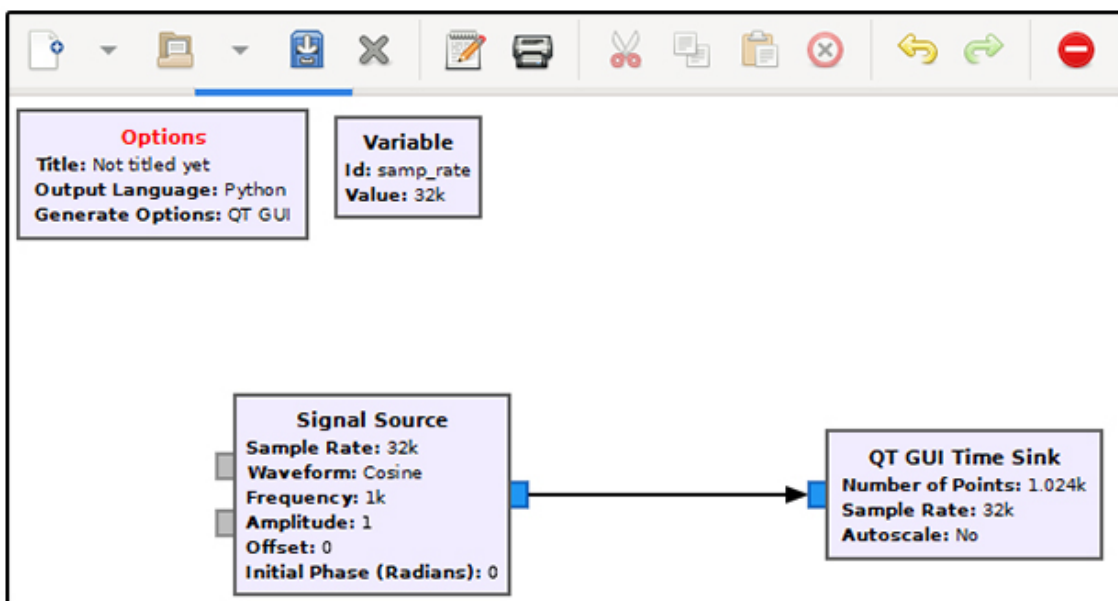 Options
Title: Not titled yet
Output Language: Python
Generate Options: QT GUI
Variable
Id: samp_rate
Value: 32k
Signal Source
Sample Rate: 32k
Waveform: Cosine
Frequency: 1k
Amplitude: 1
Offset: 0
Initial Phase (Radians): 0
QT GUI Time Sink
Number of Points: 1.024k
Sample Rate: 32k
Autoscale: No